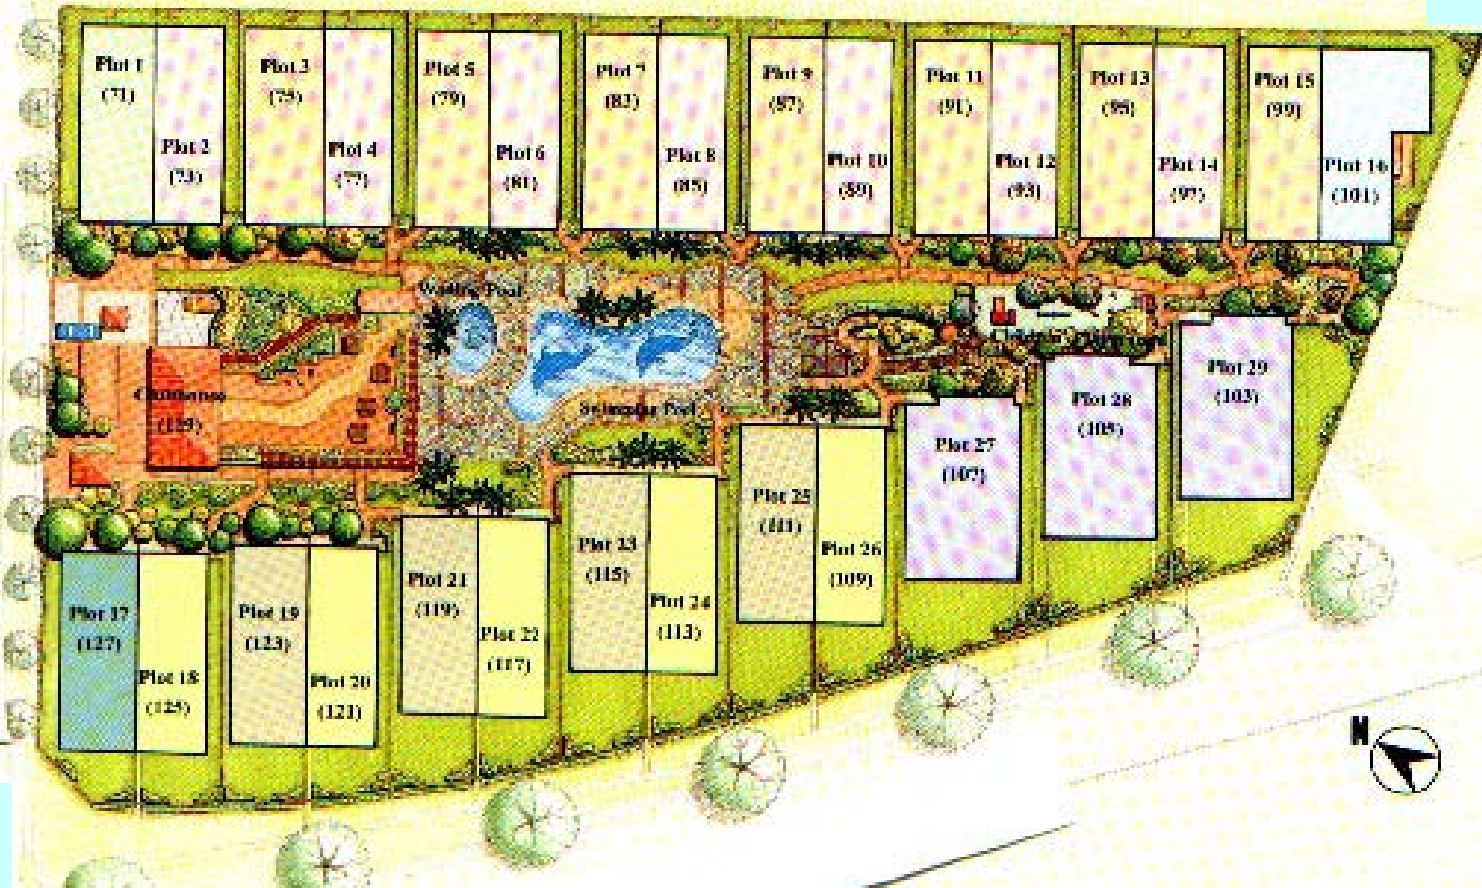 Plot 1
(71)
Plot 2
(73)
Plot 3
(75)
Plot 4
(77)
Plot 5
(79)
Plot 6
(81)
Plot 7
(83)
Plot 8
(85)
Plot 9
(87)
Plot 10
(89)
Plot 11
(91)
Plot 12
(93)
Plot 13
(95)
Plot 14
(97)
Plot 15
(99)
Plot 16
(101)
Wading Pool
Swimming Pool
Clubhouse
(129)
Plot 29
(103)
Plot 28
(105)
Plot 27
(107)
Plot 25
(111)
Plot 26
(109)
Plot 23
(115)
Plot 24
(113)
Plot 21
(119)
Plot 22
(117)
Plot 19
(123)
Plot 20
(121)
Plot 17
(127)
Plot 18
(125)
N